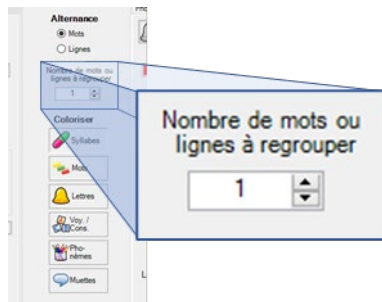 Alternance
Mots
Lignes
Nombre de mots ou
lignes à regrouper
1
Coloriser
Syllabes
Mots
Lettres
Voy. /
Cons.
Pho-
nèmes
Muettes
Nombre de mots ou
lignes à regrouper
1
L